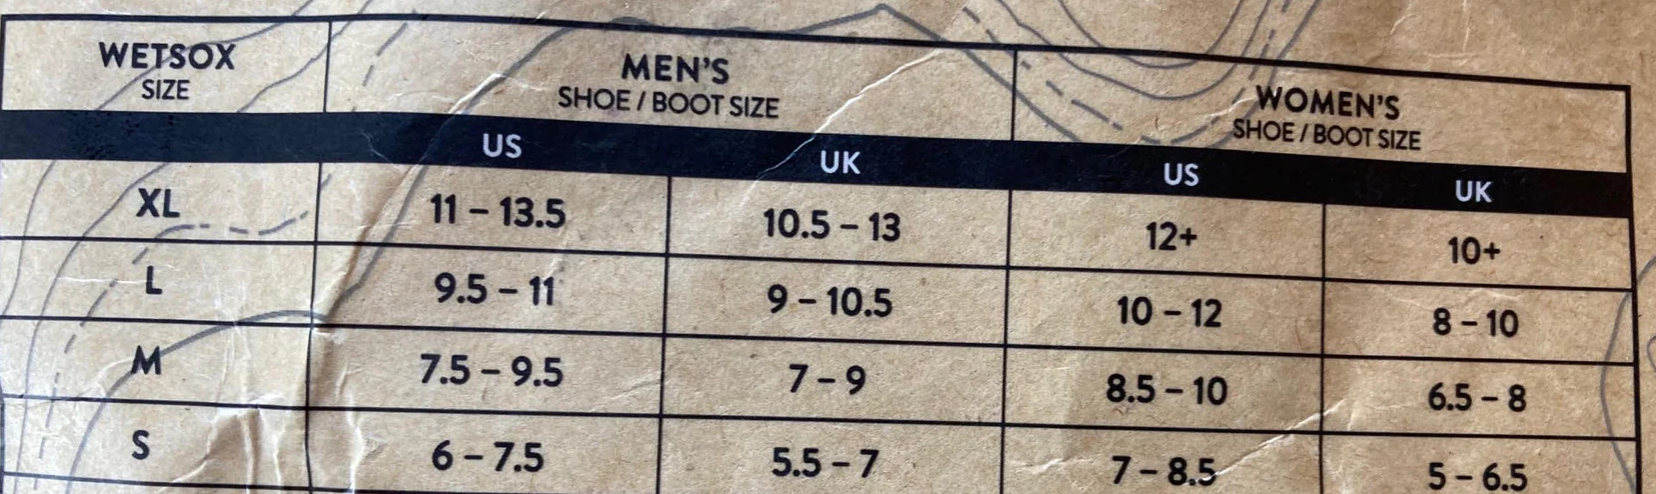 WETSOX
SIZE
MEN'S
SHOE / BOOT SIZE
WOMEN'S
SHOE / BOOT SIZE
US UK US UK
XL 11 – 13.5 10.5 – 13 12+ 10+
L 9.5 – 11 9 – 10.5 10 – 12 8 – 10
M 7.5 – 9.5 7 – 9 8.5 – 10 6.5 – 8
S 6 – 7.5 5.5 – 7 7 – 8.5 5 – 6.5